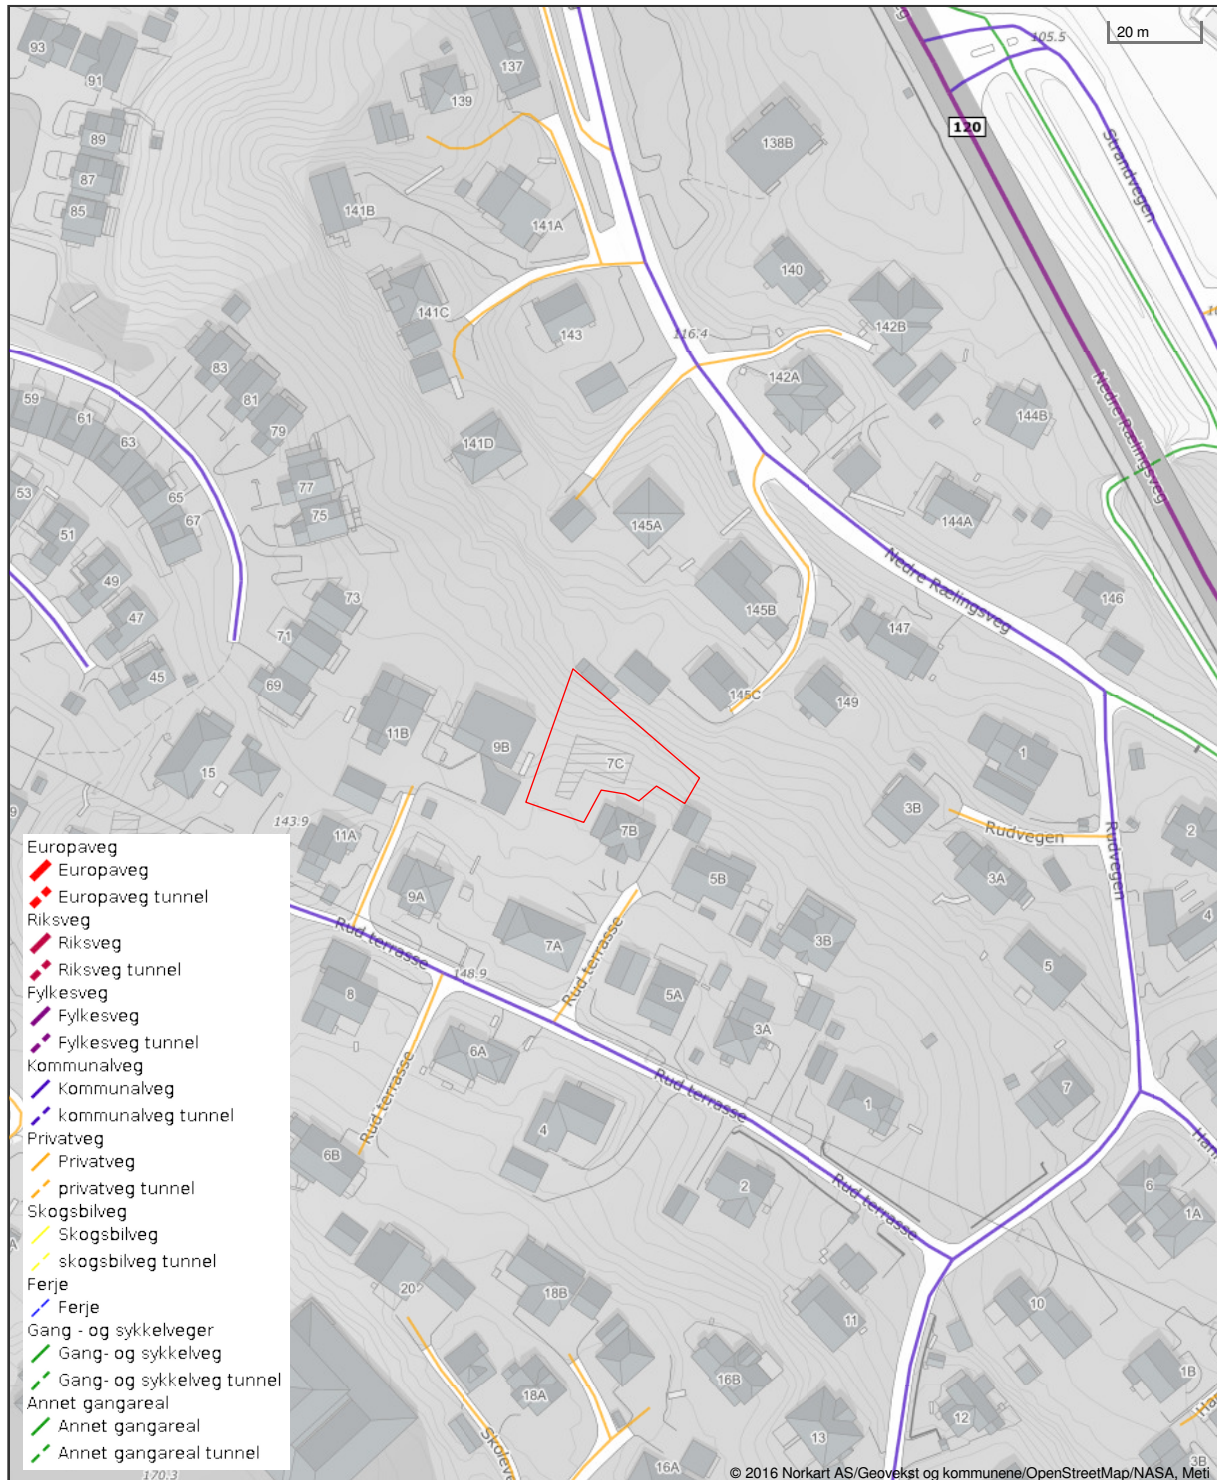 93
91
137
139
105.5
20 m
89
138B
120
Strandvegen
87
85
141B
141A
140
141C
143
116.4
142B
83
142A
81
59
61
79
144B
Nedre Rælingsveg
63
141D
77
53
65
75
145A
144A
67
51
49
Nedre Rælingsveg
73
146
47
145B
71
147
45
69
145C
149
11B
9B
1
15
7C
143.9
3B
11A
7B
Rudvegen
2
Rudvegen
5B
3A
9A
4
Rud terrasse
7A
3B
Rud terrasse
148.9
5
8
5A
3A
6A
Rud terrasse
Rud terrasse
7
1
4
6B
2
6
Rud terrasse
1A
20
18B
11
10
16B
1B
18A
12
13
16A
3B
170.3
Europaveg
Europaveg
Europaveg tunnel
Riksveg
Riksveg
Riksveg tunnel
Fylkesveg
Fylkesveg
Fylkesveg tunnel
Kommunalveg
Kommunalveg
kommunalveg tunnel
Privatveg
Privatveg
privatveg tunnel
Skogsbilveg
Skogsbilveg
skogsbilveg tunnel
Ferje
Ferje
Gang - og sykkelveger
Gang- og sykkelveg
Gang- og sykkelveg tunnel
Annet gangareal
Annet gangareal
Annet gangareal tunnel
© 2016 Norkart AS/Geovekst og kommunene/OpenStreetMap/NASA, Meti